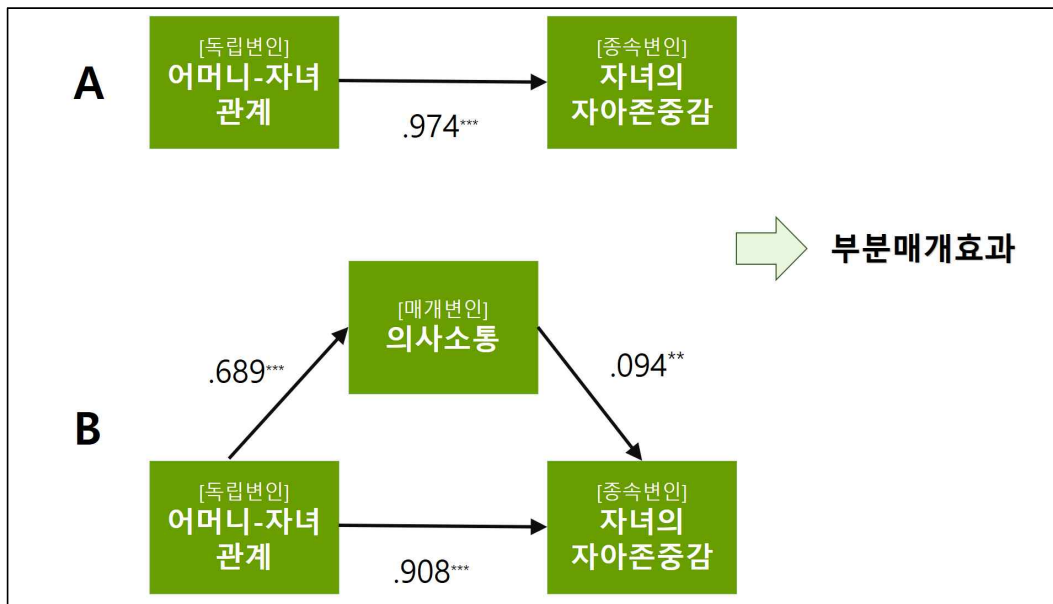 A
[독립변인]
어머니-자녀
관계
.974***
[종속변인]
자녀의
자아존중감
부분매개효과
B
[매개변인]
의사소통
.689***
.094**
[독립변인]
어머니-자녀
관계
.908***
[종속변인]
자녀의
자아존중감